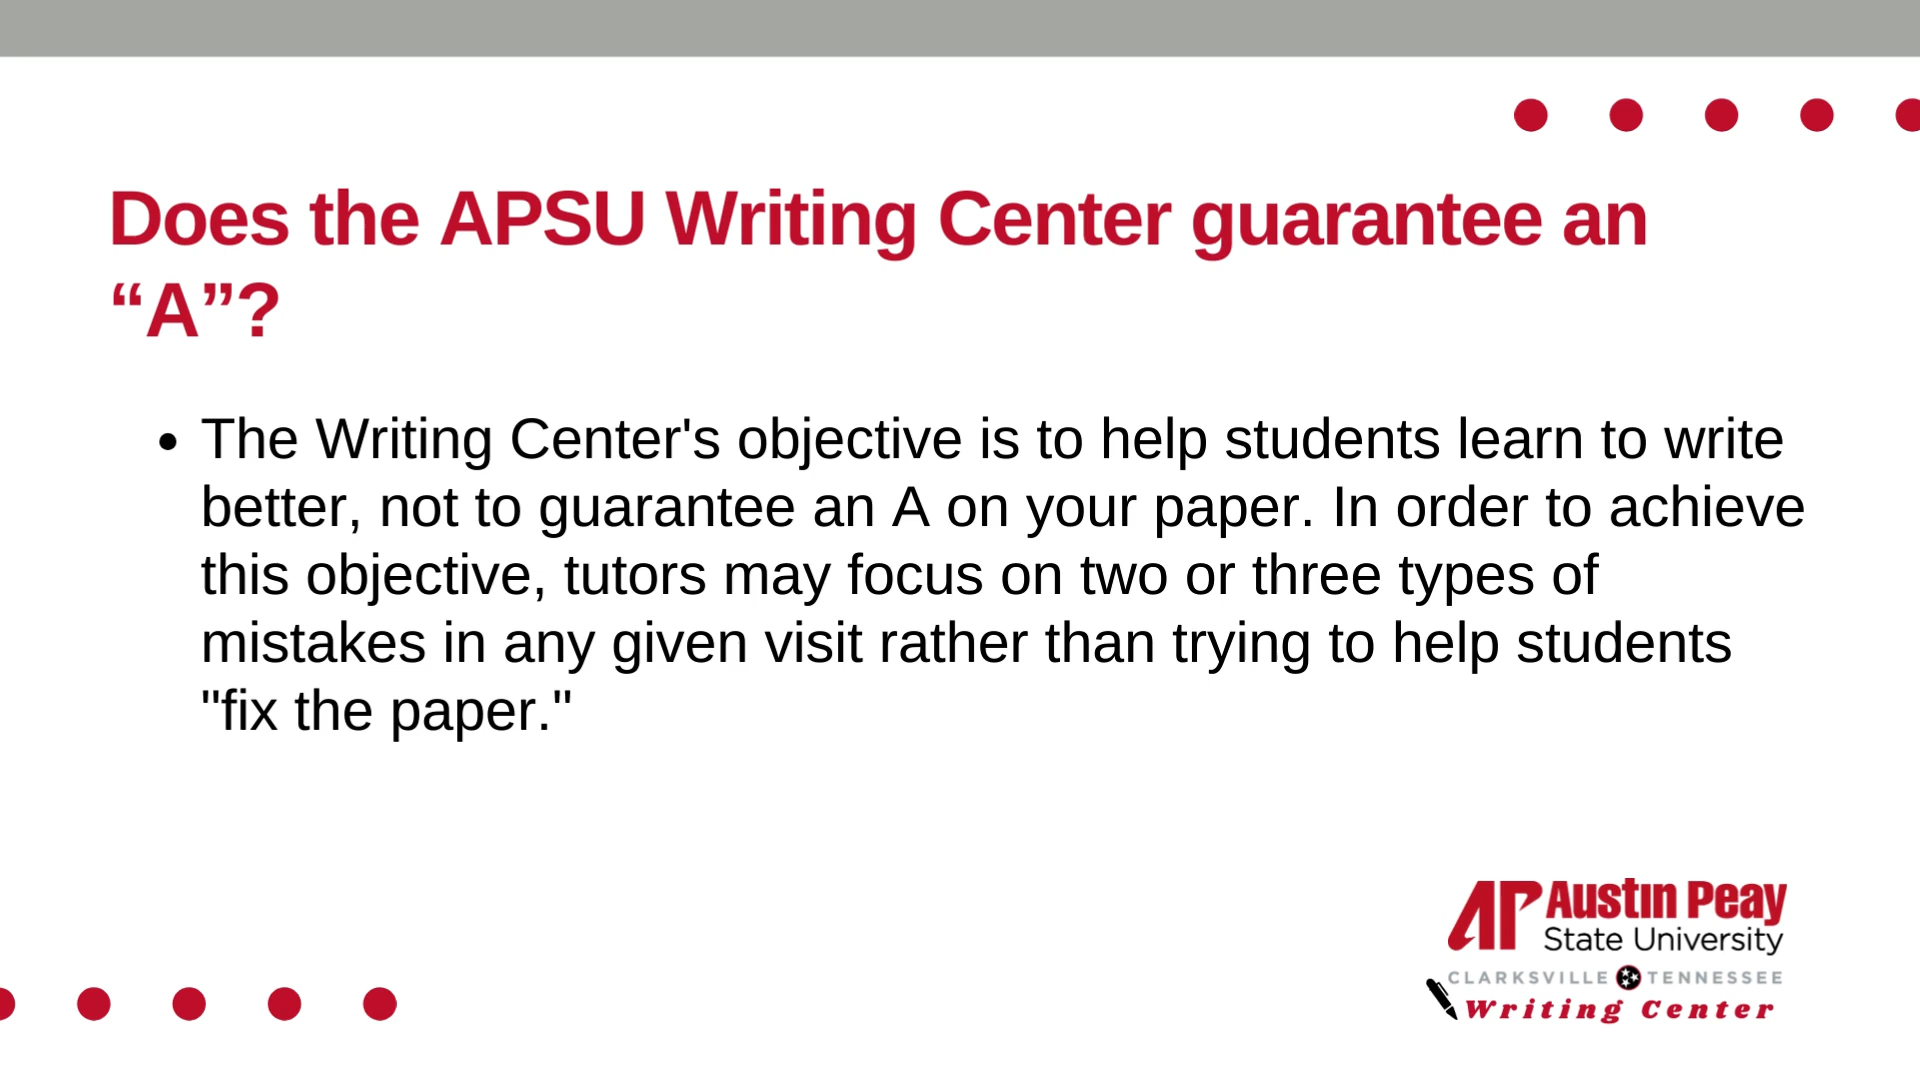 Does the APSU Writing Center guarantee an
“A”?
• The Writing Center's objective is to help students learn to write
better, not to guarantee an A on your paper. In order to achieve
this objective, tutors may focus on two or three types of
mistakes in any given visit rather than trying to help students
"fix the paper."
AP Austin Peay
State University
CLARKSVILLE TENNESSEE
Writing Center